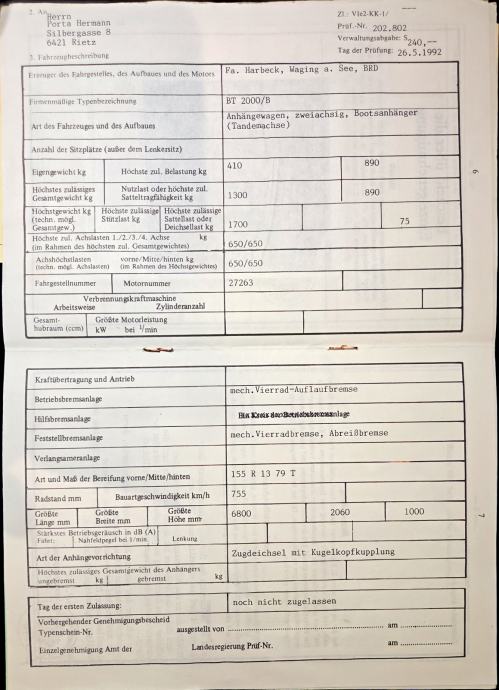 2. An
Herrn
Porta Hermann
Silbergasse 8
6421 Rietz
Zl.: VIe2-KK-1/
Prüf.-Nr. 202.802
Verwaltungsabgabe: S 240,--
Tag der Prüfung: 26.5.1992
3. Fahrzeugbeschreibung
Erzeuger des Fahrgestelles, des Aufbaues und des Motors Fa. Harbeck, Waging a. See, BRD
Firmenmäßige Typenbezeichnung BT 2000/B
Art des Fahrzeuges und des Aufbaues Anhängewagen, zweiachsig, Bootsanhänger
(Tandemachse)
Anzahl der Sitzplätze (außer dem Lenkersitz)
Eigengewicht kg Höchste zul. Belastung kg 410 890
Höchstes zulässiges Gesamtgewicht kg Nutzlast oder höchste zul. Satteltragfähigkeit kg 1300 890
Höchstgewicht kg (techn. mögl. Gesamtgew.) Höchste zulässige Stützlast kg Höchste zulässige Sattellast oder Deichsellast kg 1700 75
Höchste zul. Achslasten 1./2./3./4. Achse kg
(im Rahmen des höchsten zul. Gesamtgewichtes) 650/650
Achshöchstlasten vorne/Mitte/hinten kg
(techn. mögl. Achslasten) (im Rahmen des Höchstgewichtes) 650/650
Fahrgestellnummer Motornummer 27263
Verbrennungskraftmaschine
Arbeitsweise Zylinderanzahl
Gesamthubraum (ccm) Größte Motorleistung
kW bei 1/min
6
Kraftübertragung und Antrieb
Betriebsbremsanlage mech.Vierrad-Auflaufbremse
Hilfsbremsanlage Ein Kreis der Betriebsbremsanlage
Feststellbremsanlage mech.Vierradbremse, Abreißbremse
Verlangsameranlage
Art und Maß der Bereifung vorne/Mitte/hinten 155 R 13 79 T
Radstand mm Bauartgeschwindigkeit km/h 755
Größte Länge mm Größte Breite mm Größte Höhe mm 6800 2060 1000
Stärkstes Betriebsgeräusch in dB (A)
Fahrt: Nahfeldpegel bei 1/min. Lenkung
Art der Anhängevorrichtung Zugdeichsel mit Kugelkopfkupplung
Höchstes zulässiges Gesamtgewicht des Anhängers
ungebremst kg gebremst kg
7
Tag der ersten Zulassung: noch nicht zugelassen
Vorhergehender Genehmigungsbescheid
Typenschein-Nr. ausgestellt von am
Einzelgenehmigung Amt der Landesregierung Prüf-Nr. am